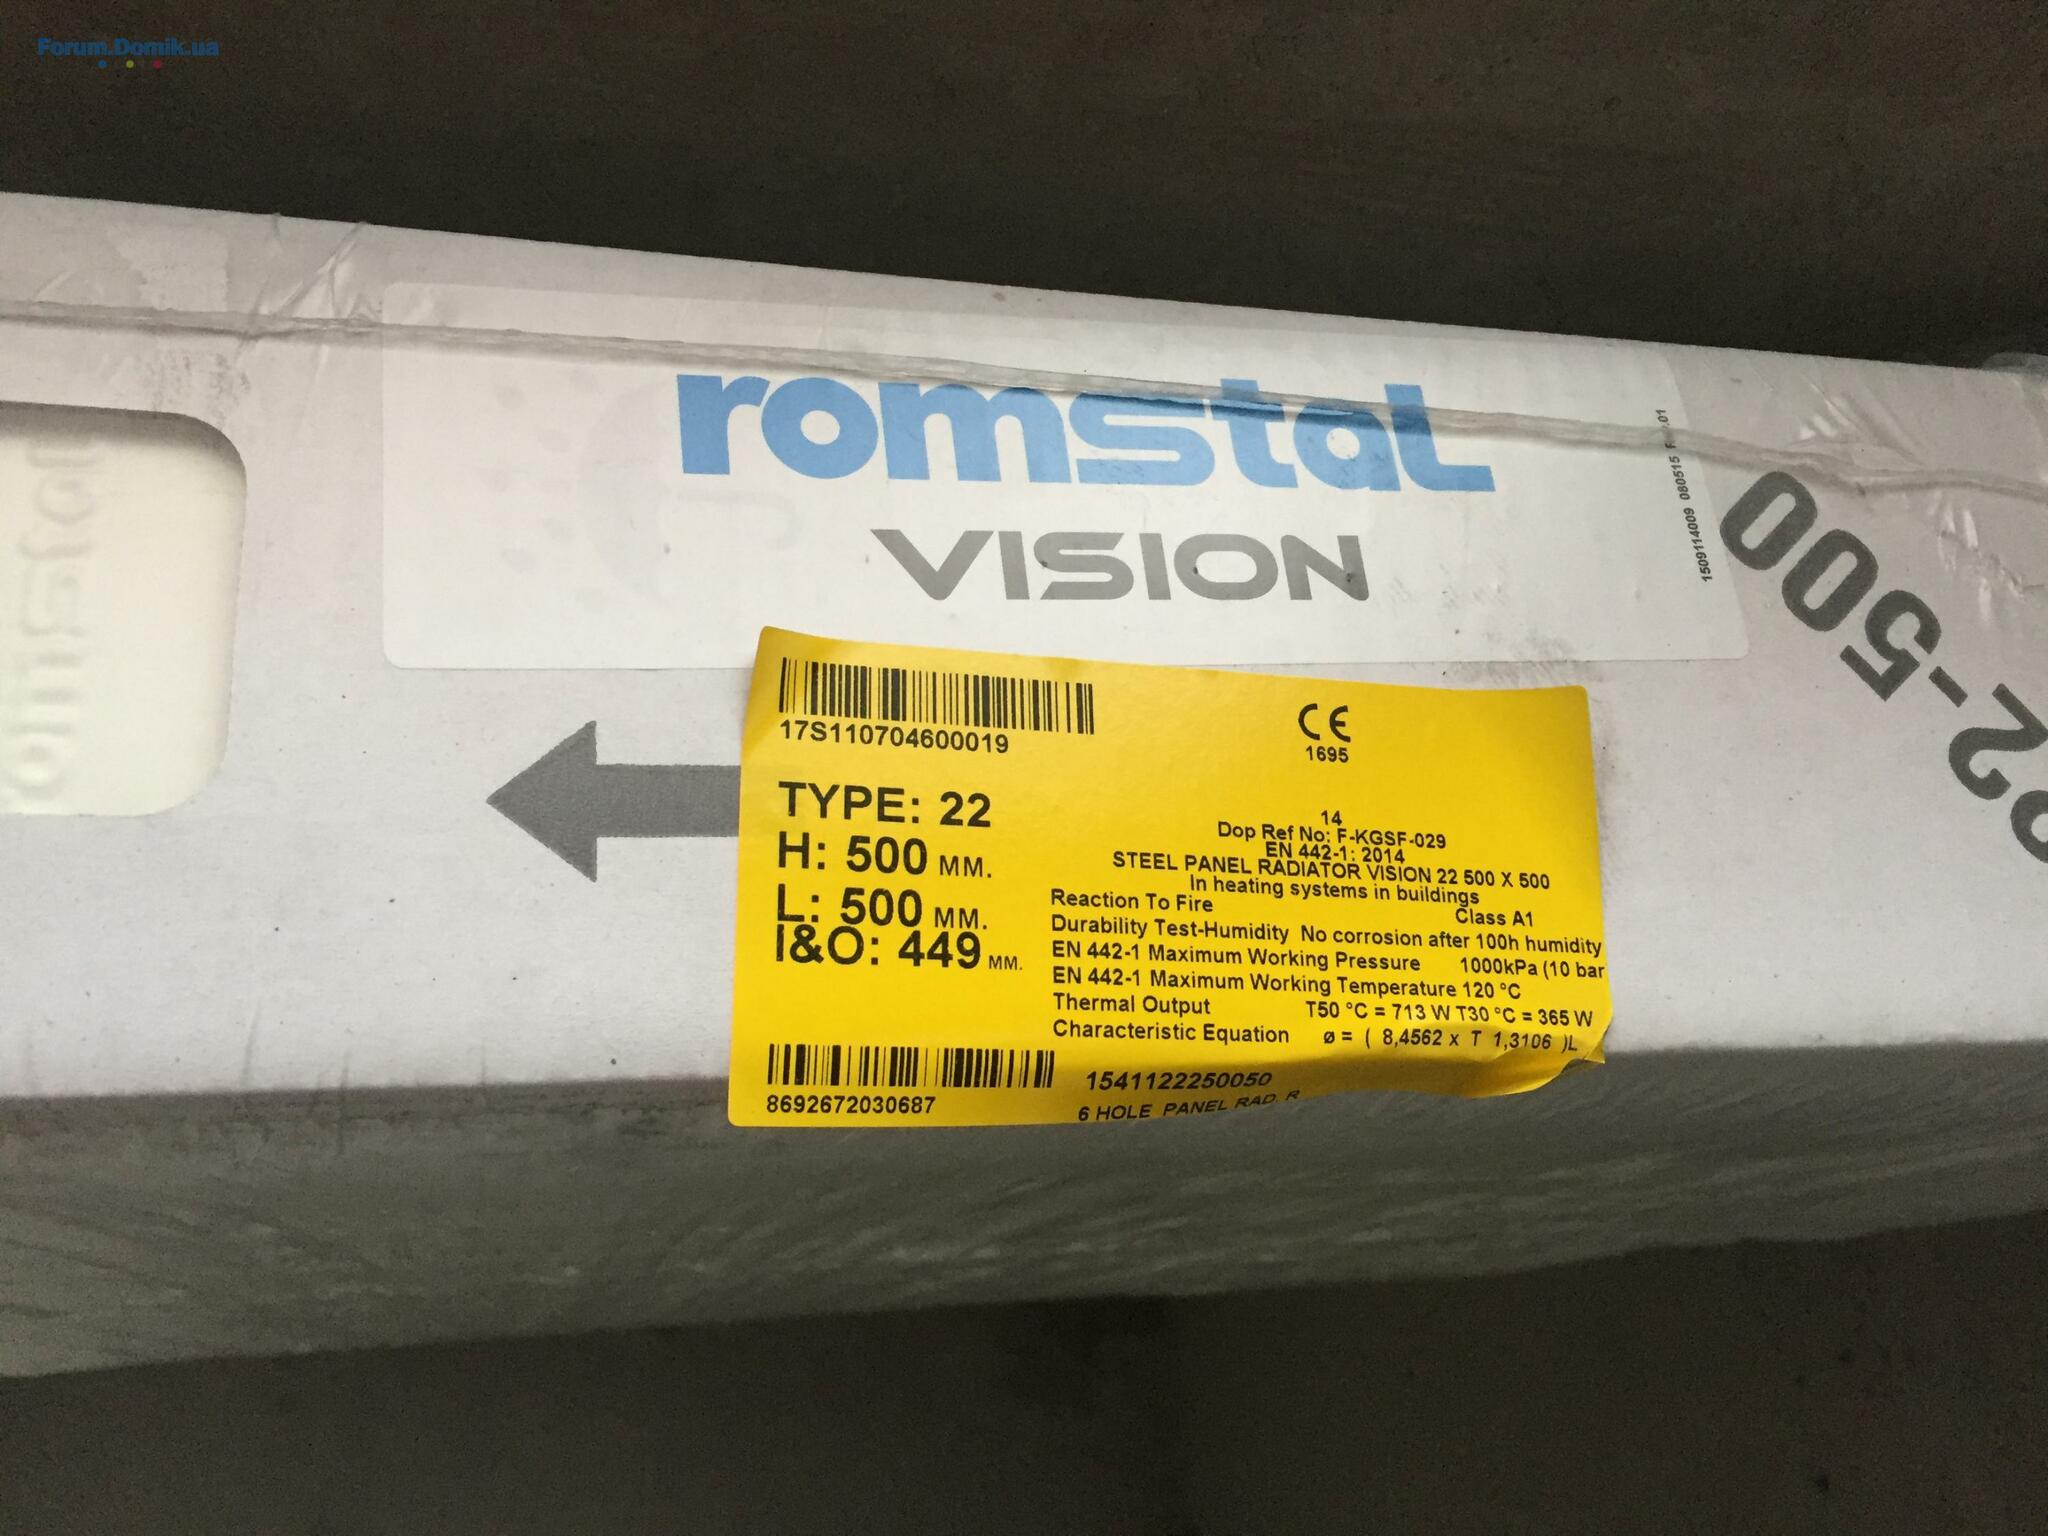 Forum.Domik.ua
romstal
VISION
1509114009 080515
22-500
17S110704600019
CE
1695
TYPE: 22
H: 500 MM.
L: 500 MM.
I&O: 449 MM.
14
Dop Ref No: F-KGSF-029
EN 442-1: 2014
STEEL PANEL RADIATOR VISION 22 500 X 500
In heating systems in buildings
Reaction To Fire Class A1
Durability Test-Humidity No corrosion after 100h humidity
EN 442-1 Maximum Working Pressure 1000kPa (10 bar
EN 442-1 Maximum Working Temperature 120 °C
Thermal Output T50 °C = 713 W T30 °C = 365 W
Characteristic Equation ø = ( 8,4562 x T 1,3106 )L
8692672030687
1541122250050
6 HOLE PANEL RAD. R